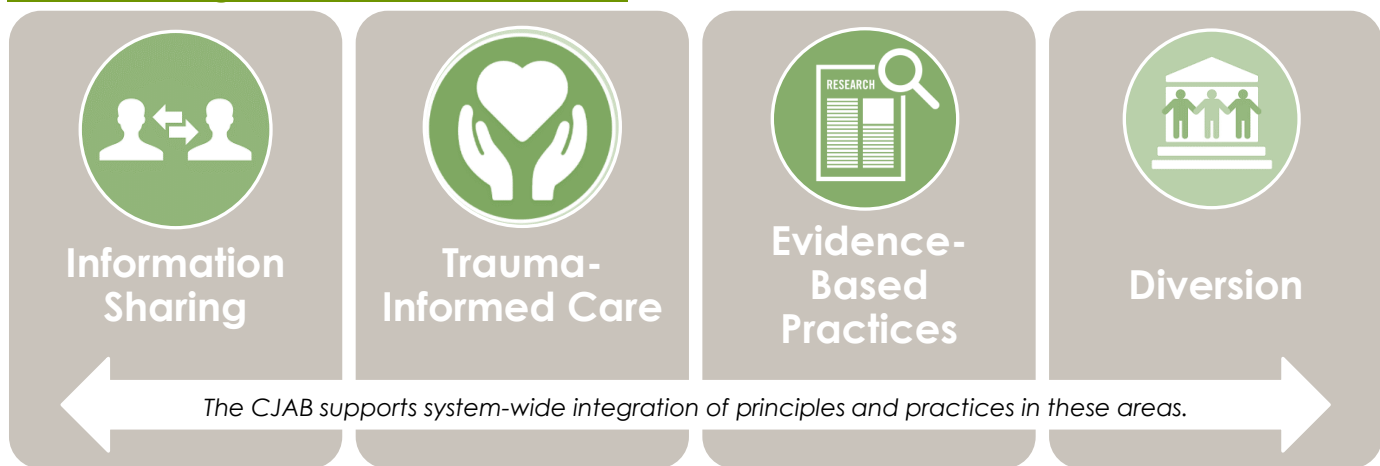 Information
Sharing
Trauma-
Informed Care
RESEARCH
Evidence-
Based
Practices
Diversion
The CJAB supports system-wide integration of principles and practices in these areas.